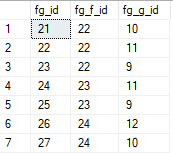 fg_id fg_f_id fg_g_id
1 21 22 10
2 22 22 11
3 23 22 9
4 24 23 11
5 25 23 9
6 26 24 12
7 27 24 10